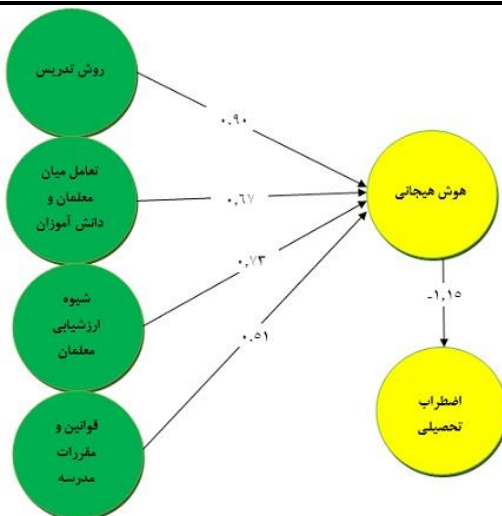 روش تدریس
تعامل میان
معلمان و
دانش آموزان
شیوه
ارزشیابی
معلمان
قوانین و
مقررات
مدرسه
۰.۹۰
۰,٦٧
۰,۷۳
۰.۵۱
هوش هیجانی
-۱,۱۵
اضطراب
تحصیلی